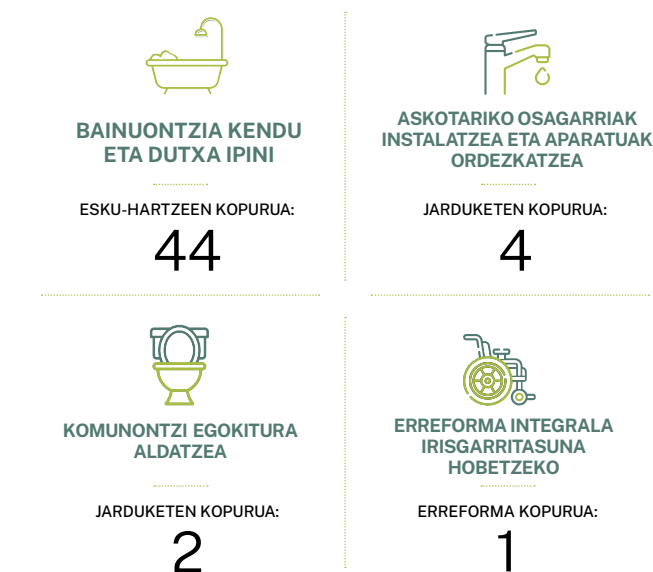 BAINUONTZIA KENDU
ETA DUTXA IPINI
ESKU-HARTZEEN KOPURUA:
44
ASKOTARIKO OSAGARRIAK
INSTALATZEA ETA APARATUAK
ORDEZKATZEA
JARDUKETEN KOPURUA:
4
KOMUNONTZI EGOKITURA
ALDATZEA
JARDUKETEN KOPURUA:
2
ERREFORMA INTEGRALA
IRISGARRITASUNA
HOBETZEKO
ERREFORMA KOPURUA:
1